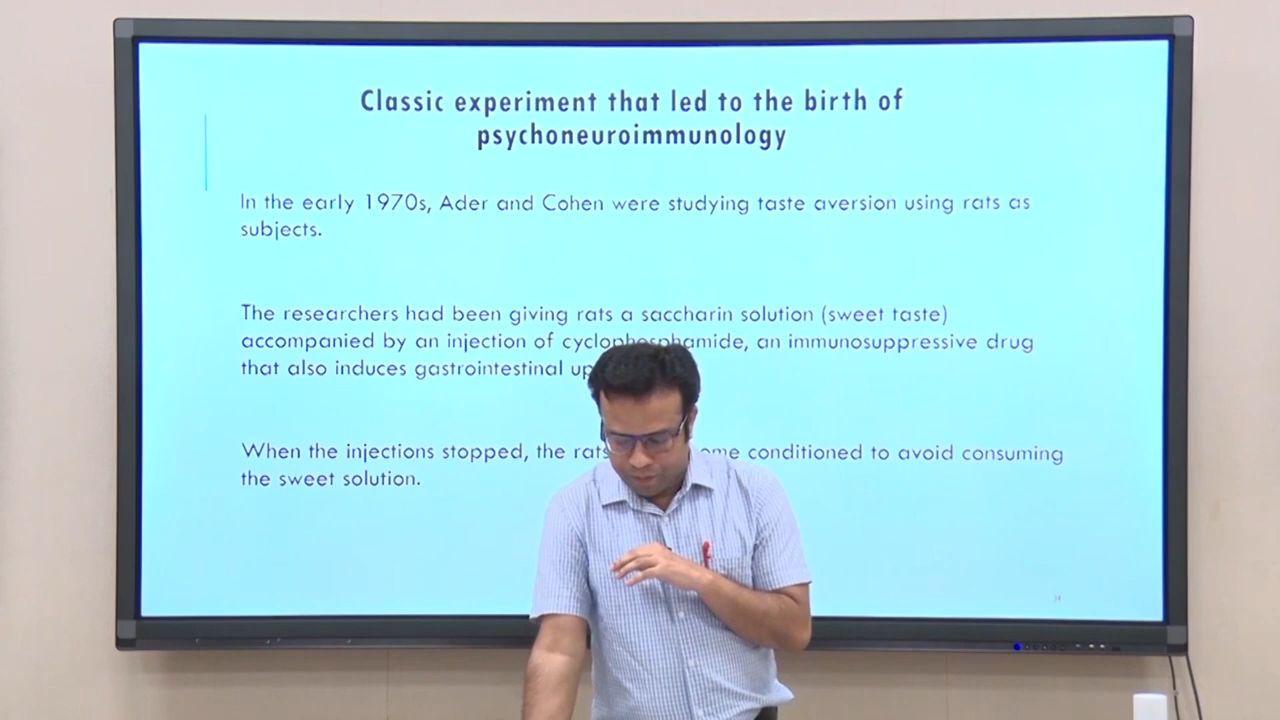 Classic experiment that led to the birth of
psychoneuroimmunology
In the early 1970s, Ader and Cohen were studying taste aversion using rats as
subjects.
The researchers had been giving rats a saccharin solution (sweet taste)
accompanied by an injection of cyclophosphamide, an immunosuppressive drug
that also induces gastrointestinal
When the injections stopped, the rats conditioned to avoid consuming
the sweet solution.